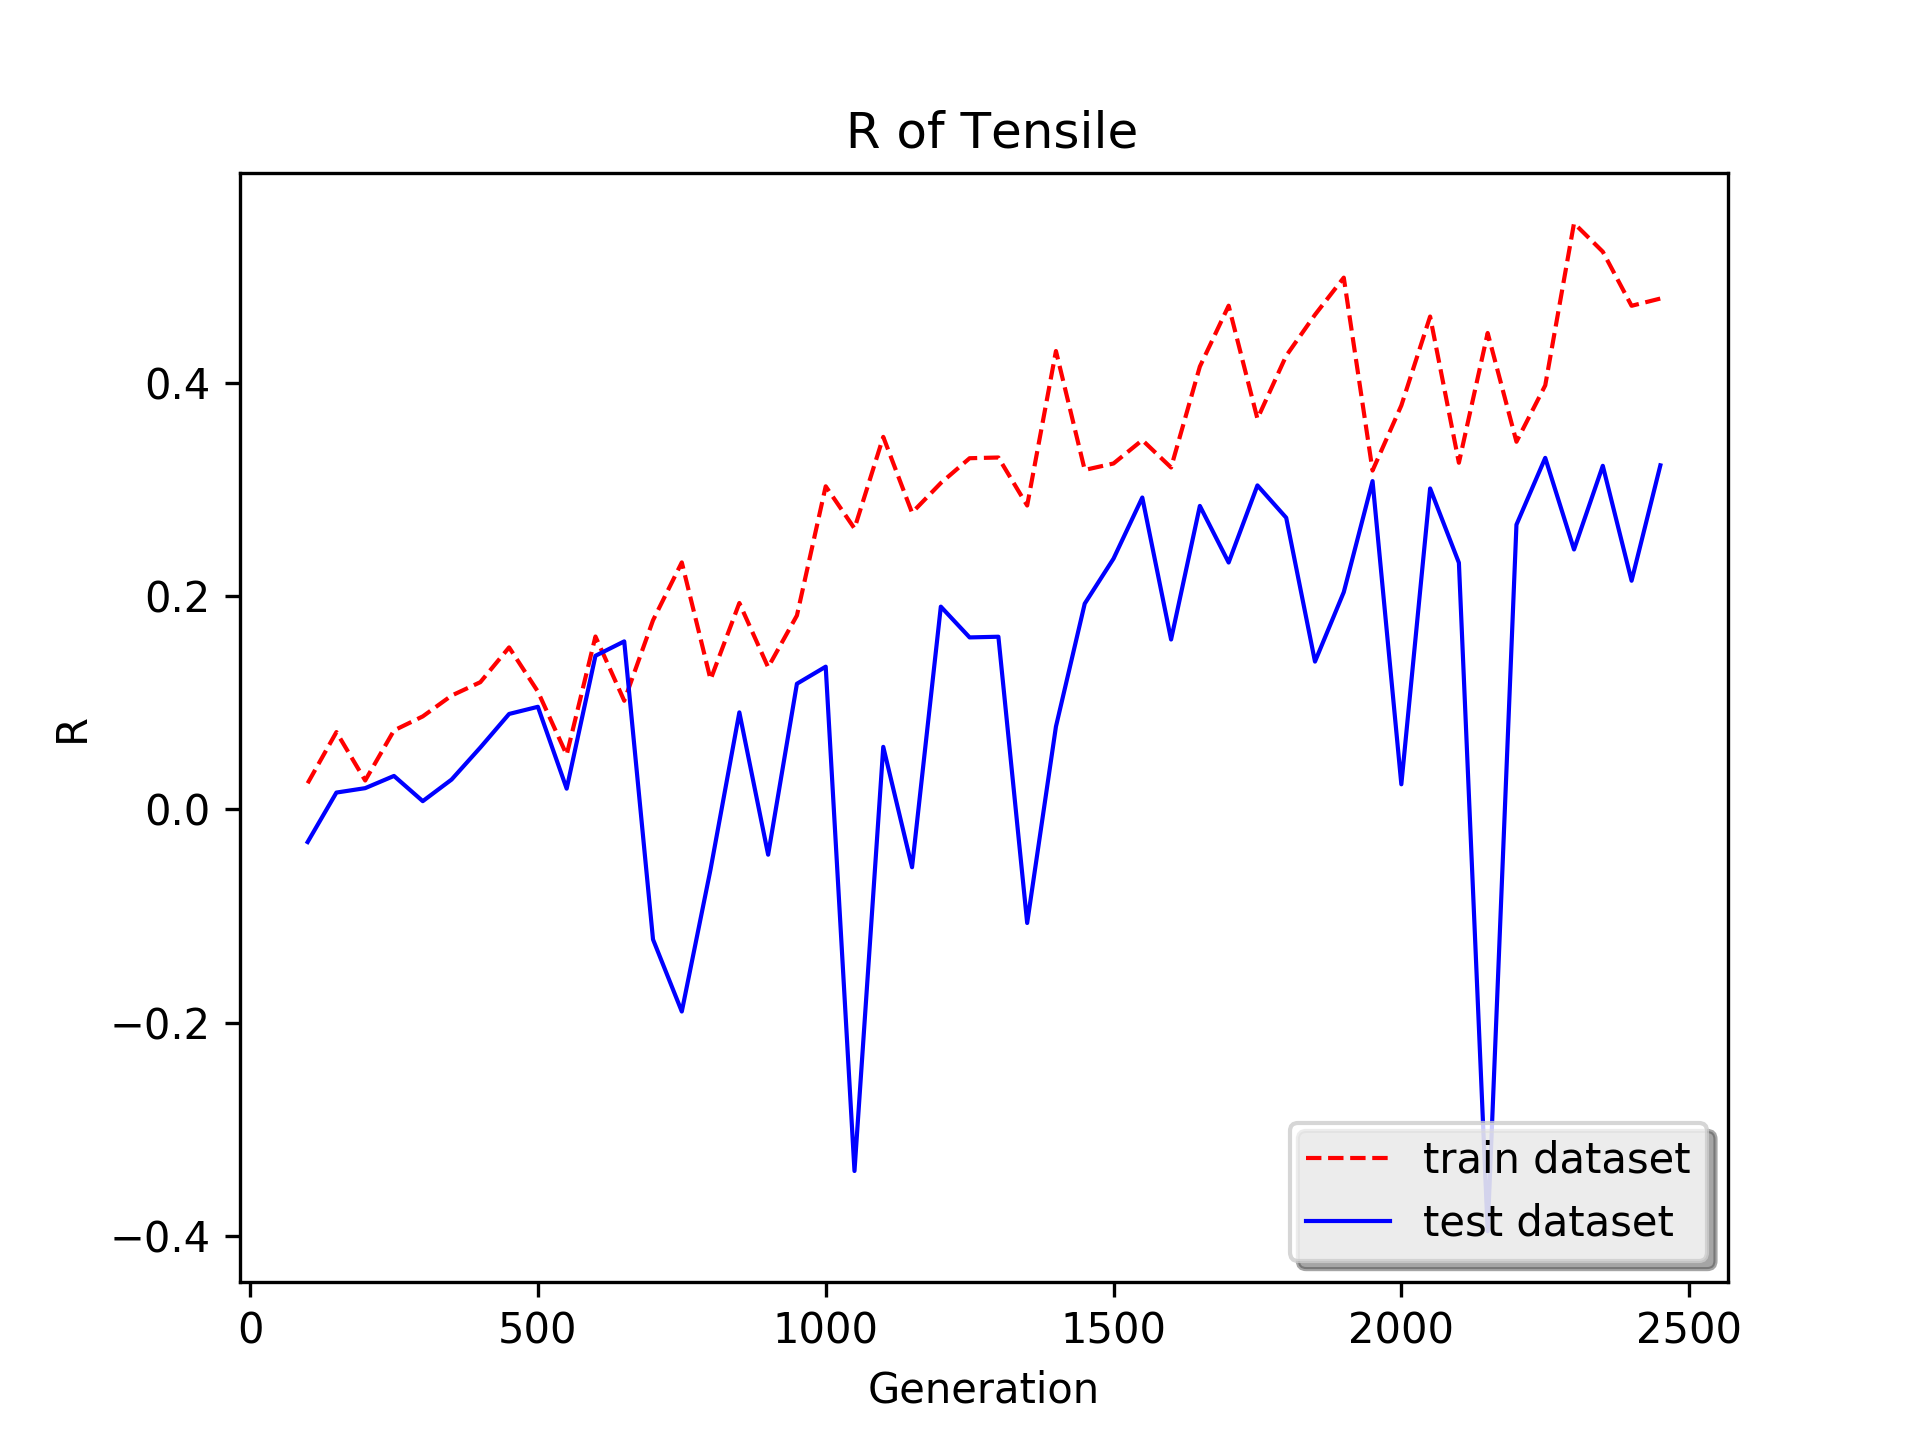 R of Tensile
R
0.4
0.2
0.0
−0.2
−0.4
train dataset
test dataset
0 500 1000 1500 2000 2500
Generation